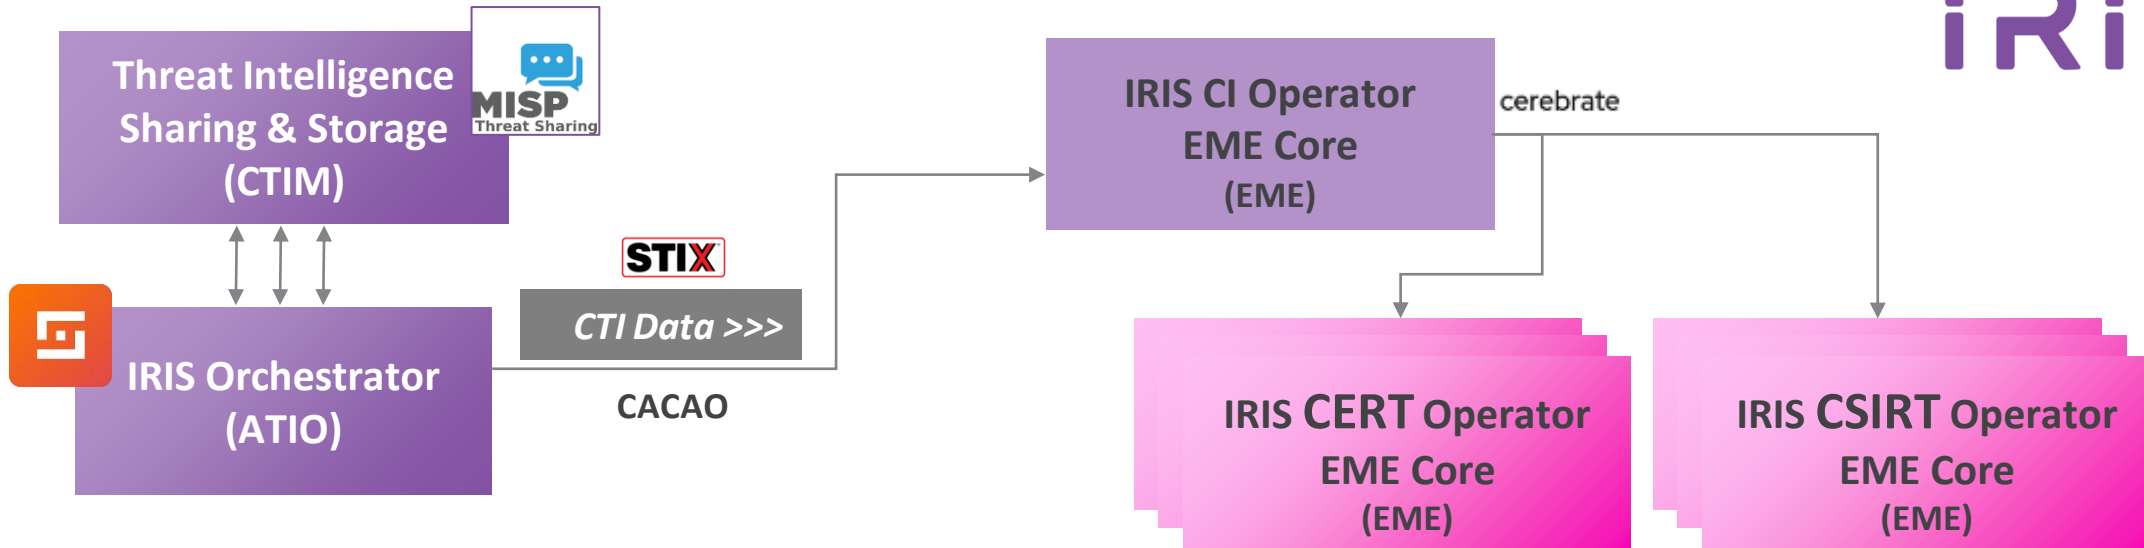 Threat Intelligence
Sharing & Storage
(CTIM)
MISP
Threat Sharing
IRIS Orchestrator
(ATIO)
STIX
CTI Data >>>
CACAO
IRIS CI Operator
EME Core
(EME)
cerebrate
IRIS CERT Operator
EME Core
(EME)
IRIS CSIRT Operator
EME Core
(EME)
iRi